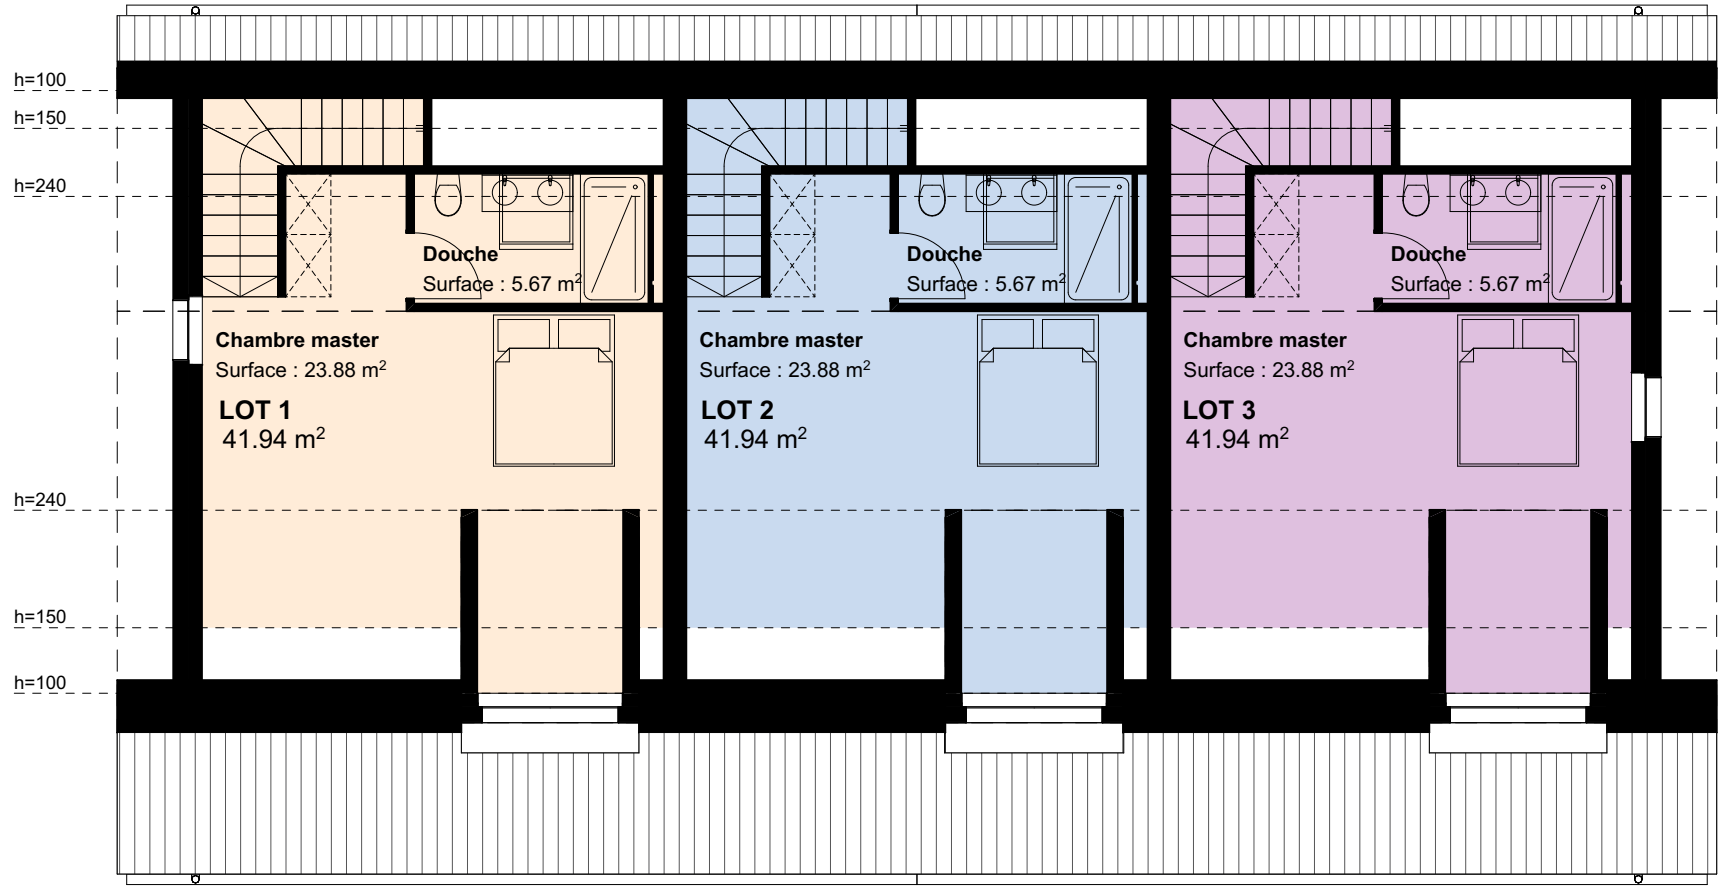 h=100
h=150
h=240
Douche
Surface : 5.67 m²
Douche
Surface : 5.67 m²
Douche
Surface : 5.67 m²
Chambre master
Surface : 23.88 m²
LOT 1
41.94 m²
Chambre master
Surface : 23.88 m²
LOT 2
41.94 m²
Chambre master
Surface : 23.88 m²
LOT 3
41.94 m²
h=240
h=150
h=100